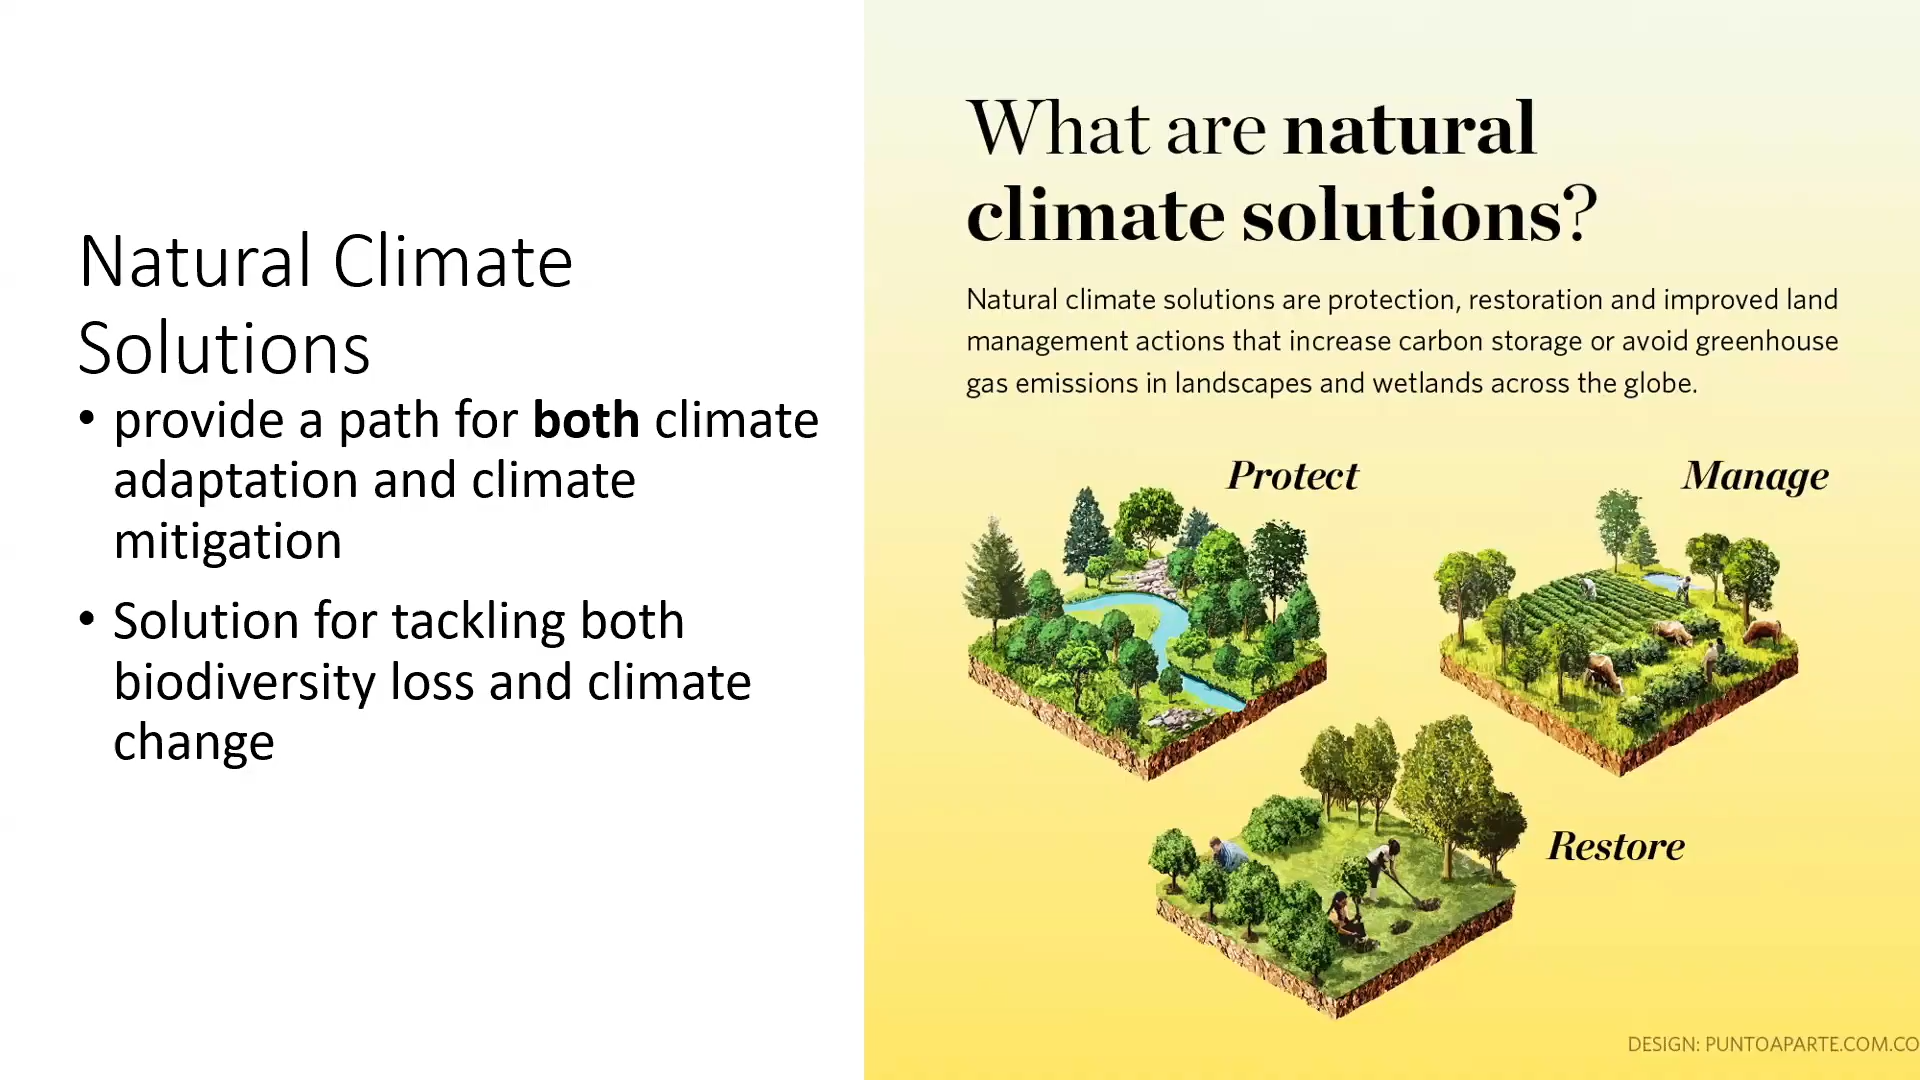 Natural Climate
Solutions
• provide a path for both climate
adaptation and climate
mitigation
• Solution for tackling both
biodiversity loss and climate
change
What are natural
climate solutions?
Natural climate solutions are protection, restoration and improved land
management actions that increase carbon storage or avoid greenhouse
gas emissions in landscapes and wetlands across the globe.
Protect
Manage
Restore
DESIGN: PUNTOAPARTE.COM.CO